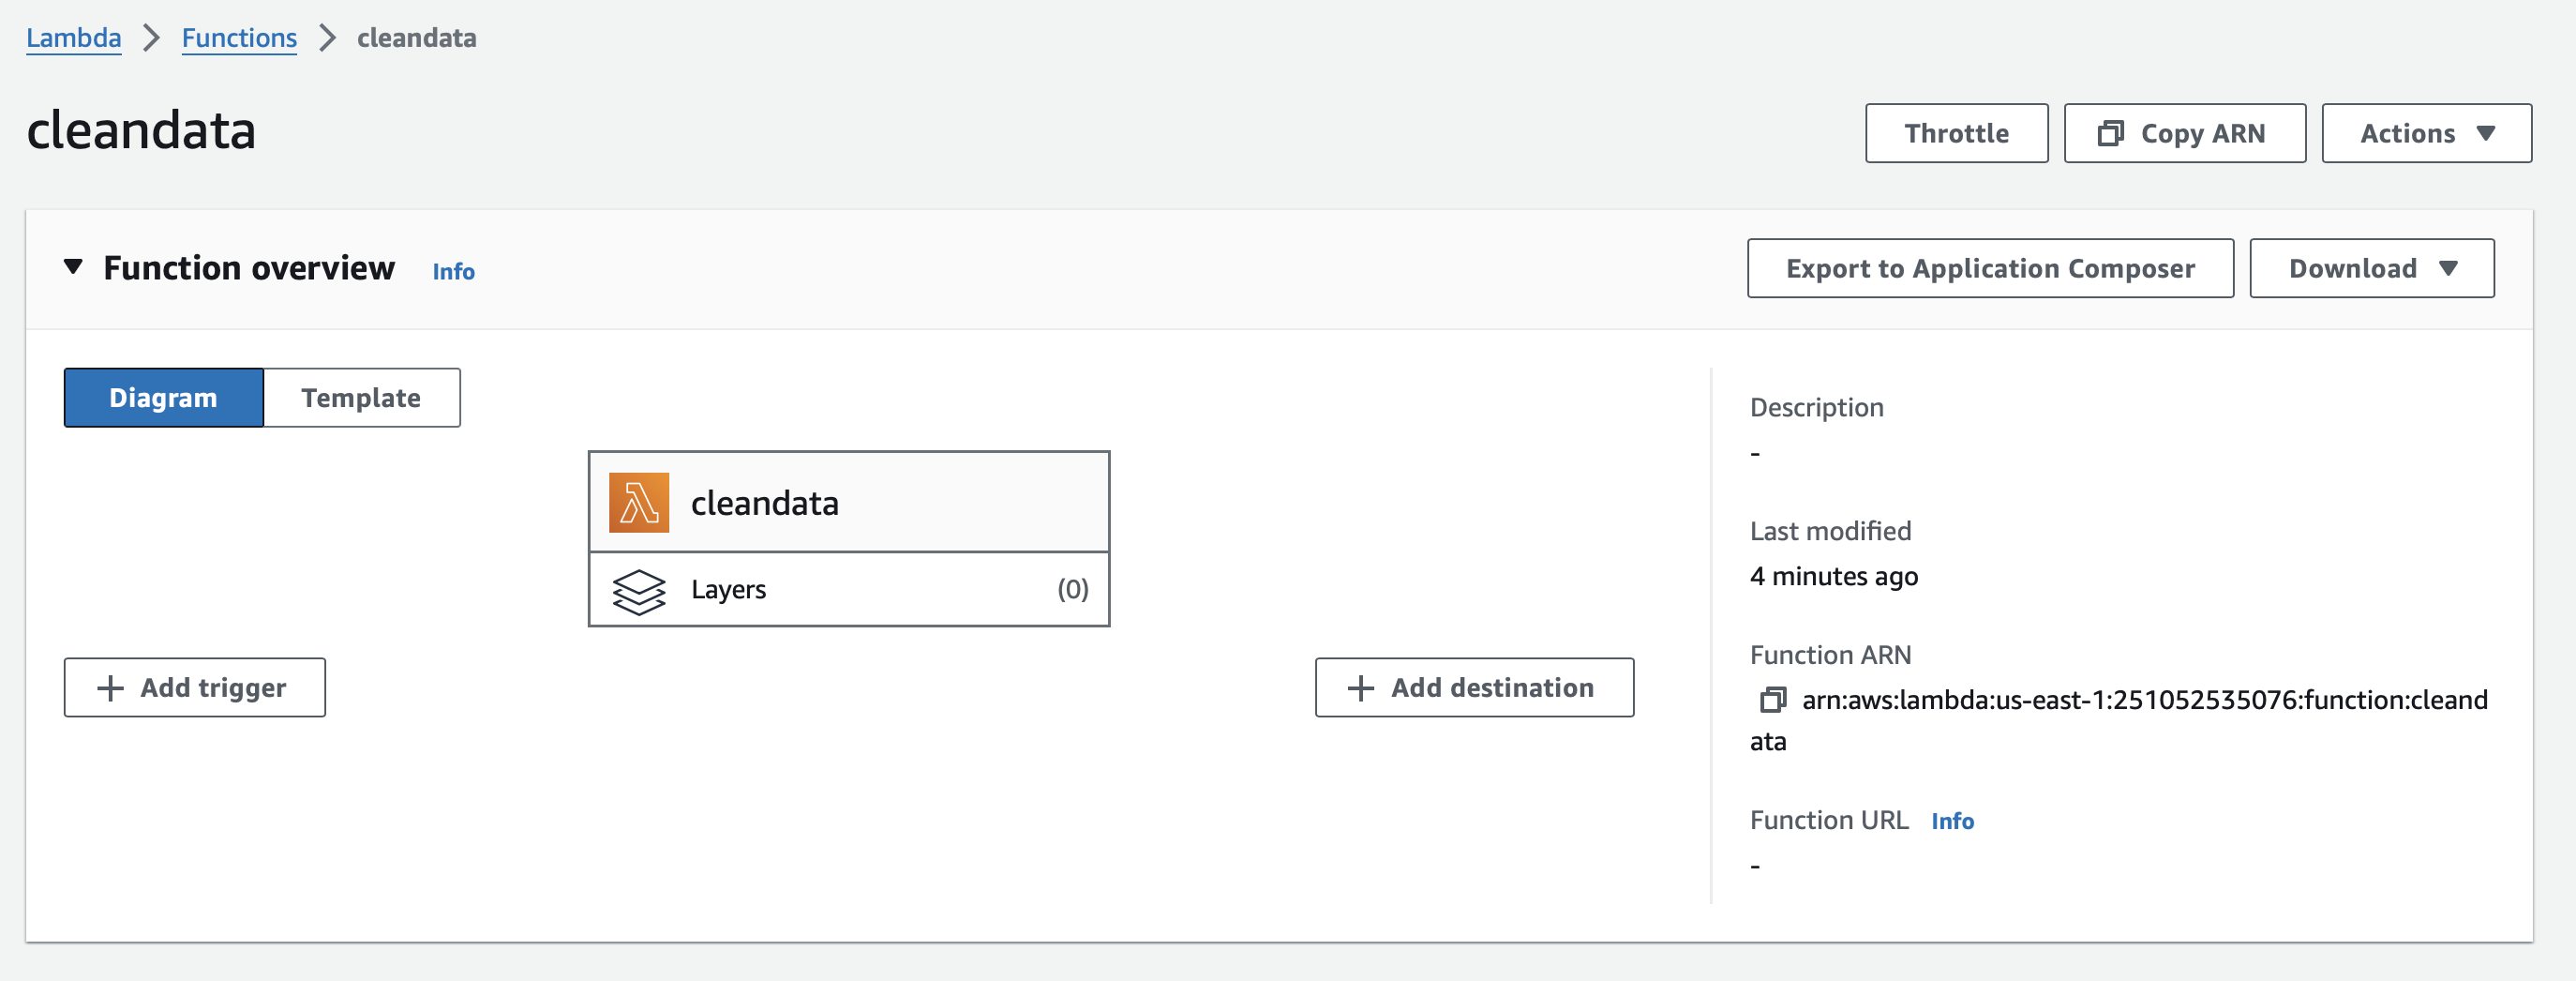 Lambda > Functions > cleandata
cleandata
Throttle
Copy ARN
Actions
Function overview Info
Export to Application Composer
Download
Diagram
Template
cleandata
Layers (0)
Add trigger
Add destination
Description
-
Last modified
4 minutes ago
Function ARN
arn:aws:lambda:us-east-1:251052535076:function:cleand
ata
Function URL Info
-